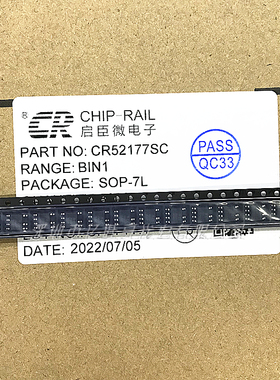 8
CR CHIP-RAIL
启臣微电子
PART NO: CR52177SC
RANGE: BIN1
PACKAGE: SOP-7L
PASS
QC33
DATE: 2022/07/05